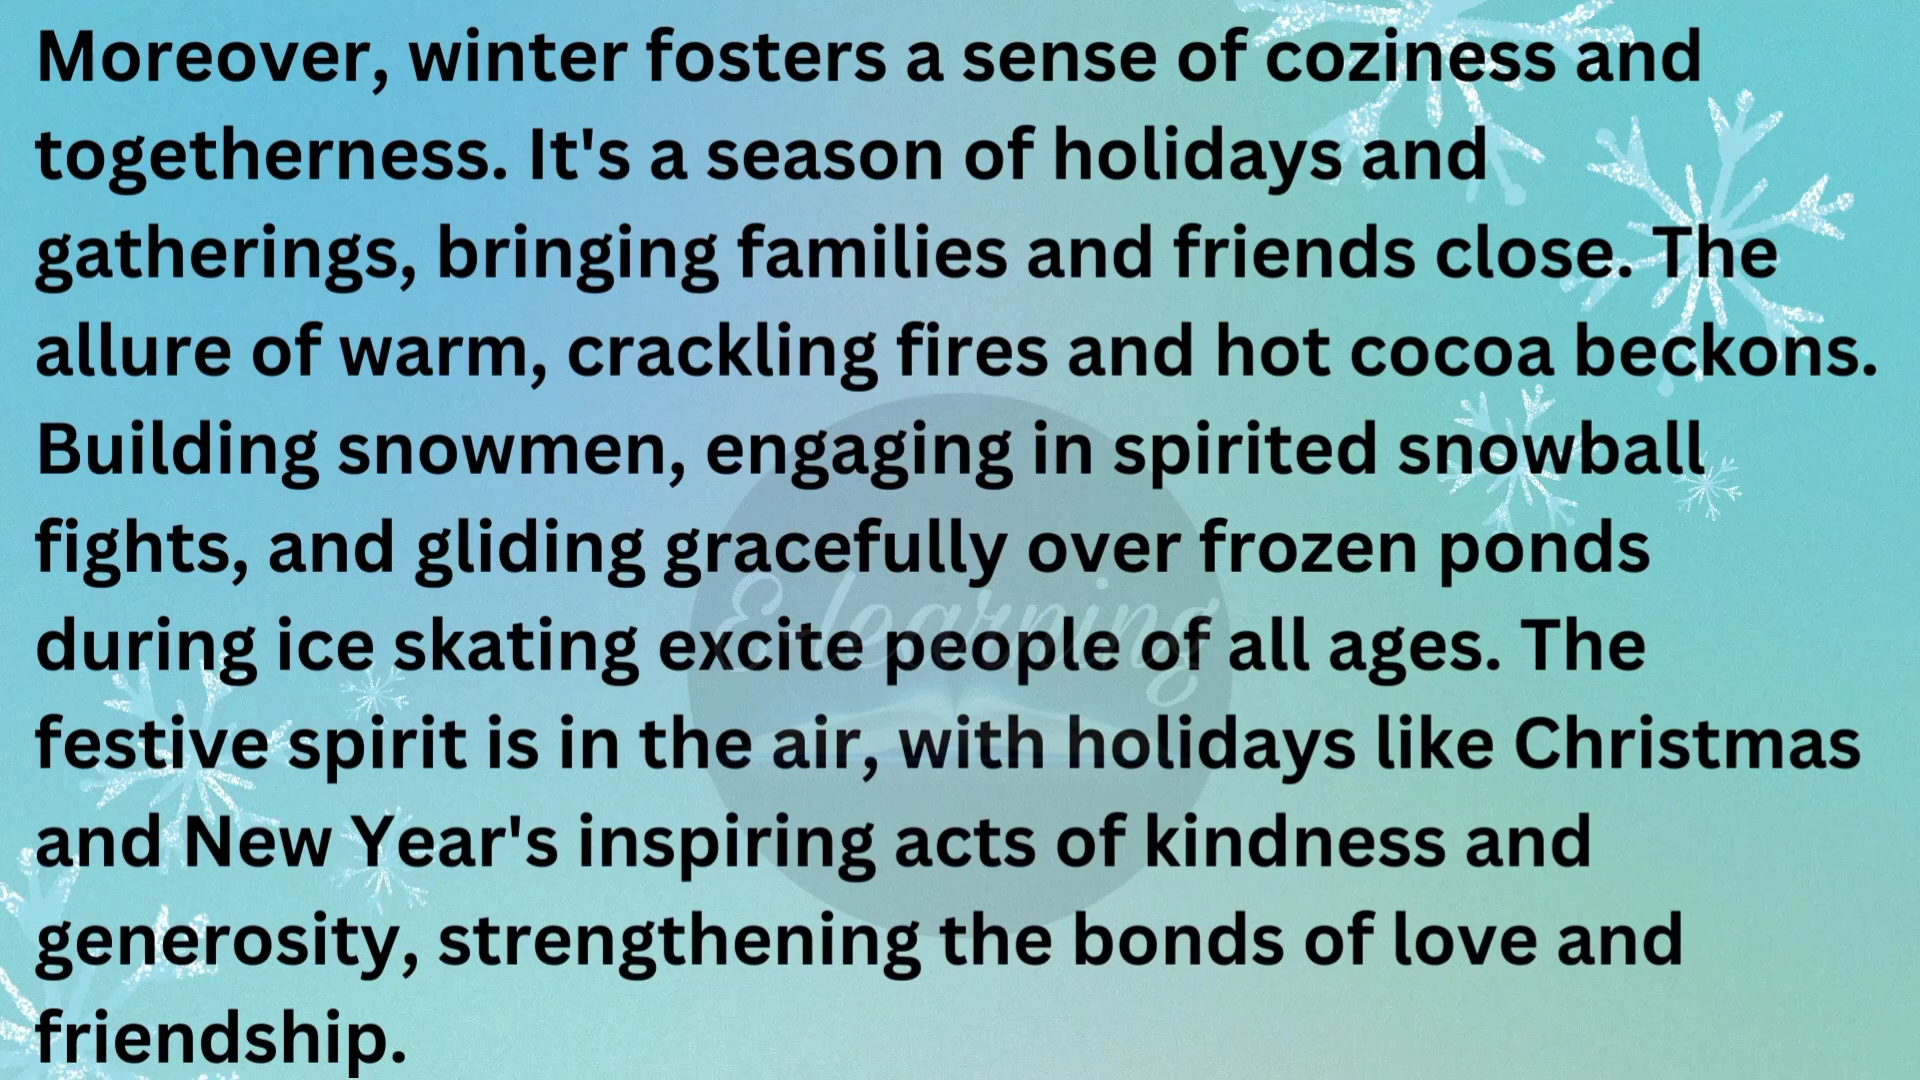 Moreover, winter fosters a sense of coziness and
togetherness. It's a season of holidays and
gatherings, bringing families and friends close. The
allure of warm, crackling fires and hot cocoa beckons.
Building snowmen, engaging in spirited snowball
fights, and gliding gracefully over frozen ponds
during ice skating excite people of all ages. The
festive spirit is in the air, with holidays like Christmas
and New Year's inspiring acts of kindness and
generosity, strengthening the bonds of love and
friendship.
E learning